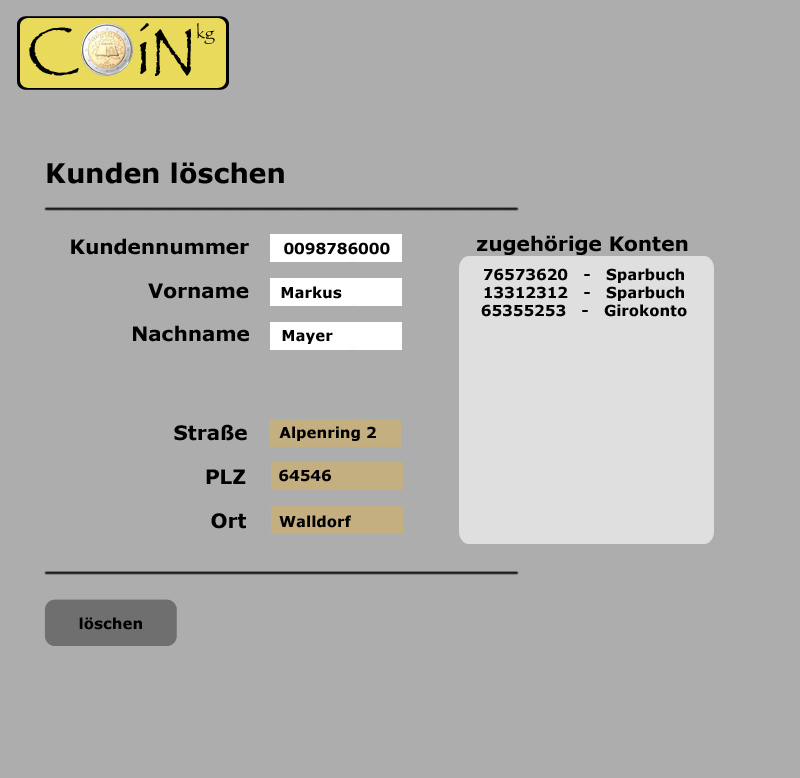 COiN kg
Kunden löschen
Kundennummer 0098786000
Vorname Markus
Nachname Mayer
Straße Alpenring 2
PLZ 64546
Ort Walldorf
zugehörige Konten
76573620 - Sparbuch
13312312 - Sparbuch
65355253 - Girokonto
löschen